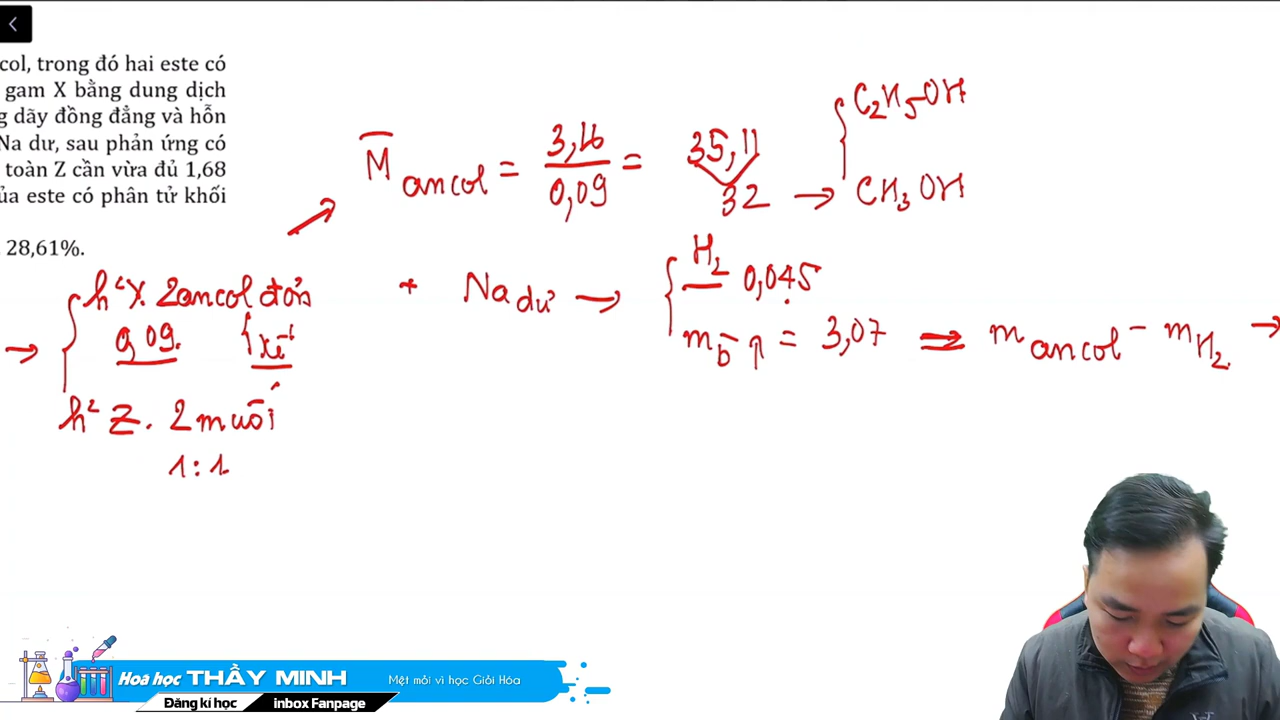 col, trong đó hai este có
gam X bằng dung dịch
g dãy đồng đẳng và hỗn
Na dư, sau phản ứng có
toàn Z cần vừa đủ 1,68
ủa este có phân tử khối
28,61%.
M̅ ancol = 3,16 / 0,09 = 35,11
32 → CH₃OH
C₂H₅OH
h² Y. 2 ancol đơn + Na dư → H₂ 0,045
0,09.
m b ↑ = 3,07 => m ancol - m H₂ →
h² Z. 2 muối
1:1
Hoá học THẦY MINH
Mệt mỏi vì học Giỏi Hóa
Đăng kí học inbox Fanpage